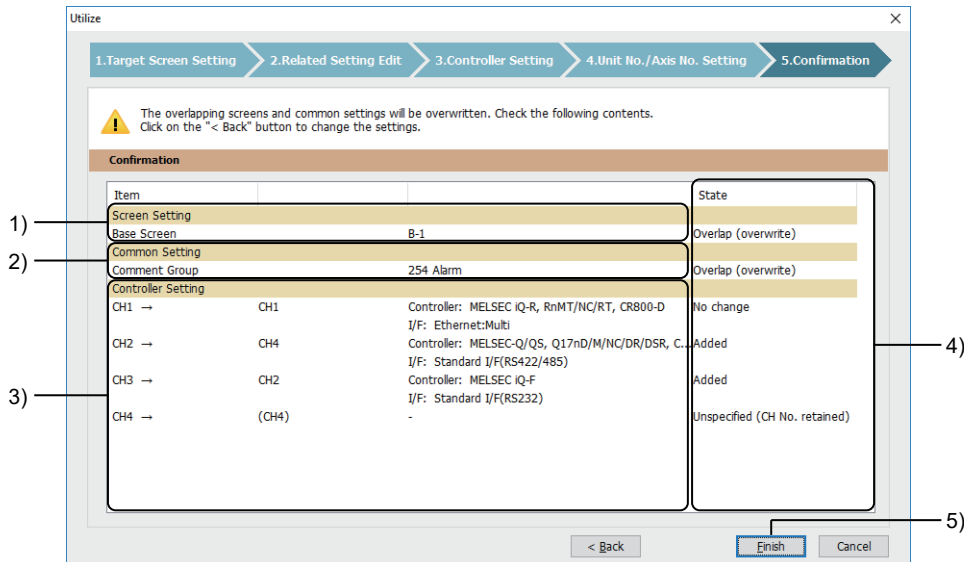 Utilize
1.Target Screen Setting 2.Related Setting Edit 3.Controller Setting 4.Unit No./Axis No. Setting 5.Confirmation
The overlapping screens and common settings will be overwritten. Check the following contents.
Click on the "< Back" button to change the settings.
Confirmation
Item State
1) Screen Setting
Base Screen B-1 Overlap (overwrite)
2) Common Setting
Comment Group 254 Alarm Overlap (overwrite)
Controller Setting
CH1 → CH1 Controller: MELSEC iQ-R, RnMT/NC/RT, CR800-D No change
I/F: Ethernet:Multi
CH2 → CH4 Controller: MELSEC-Q/QS, Q17nD/M/NC/DR/DSR, C... Added 4)
I/F: Standard I/F(RS422/485)
3) CH3 → CH2 Controller: MELSEC iQ-F Added
I/F: Standard I/F(RS232)
CH4 → (CH4) - Unspecified (CH No. retained)
5)
< Back Finish Cancel